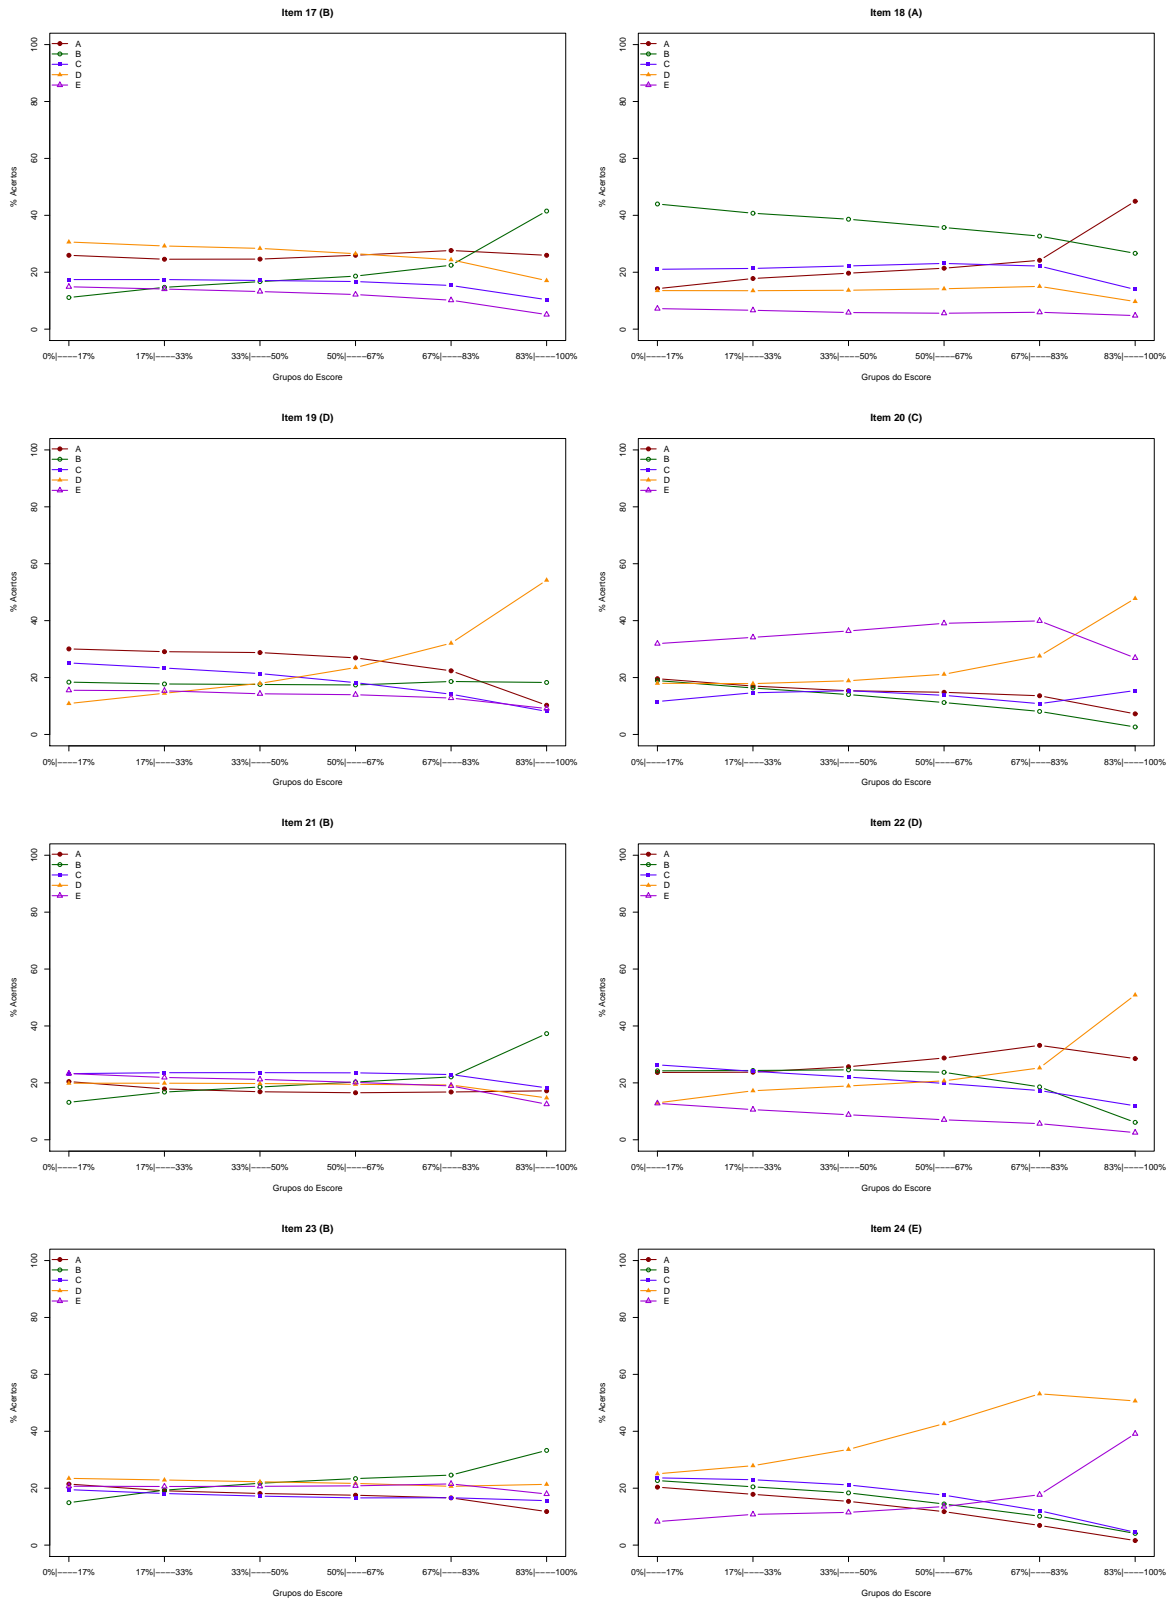 Item 17 (B)
% Acertos
100
80
60
40
20
0
A
B
C
D
E
0%|----17%
17%|----33%
33%|----50%
50%|----67%
67%|----83%
83%|----100%
Grupos do Escore
Item 18 (A)
% Acertos
100
80
60
40
20
0
A
B
C
D
E
0%|----17%
17%|----33%
33%|----50%
50%|----67%
67%|----83%
83%|----100%
Grupos do Escore
Item 19 (D)
% Acertos
100
80
60
40
20
0
A
B
C
D
E
0%|----17%
17%|----33%
33%|----50%
50%|----67%
67%|----83%
83%|----100%
Grupos do Escore
Item 20 (C)
% Acertos
100
80
60
40
20
0
A
B
C
D
E
0%|----17%
17%|----33%
33%|----50%
50%|----67%
67%|----83%
83%|----100%
Grupos do Escore
Item 21 (B)
% Acertos
100
80
60
40
20
0
A
B
C
D
E
0%|----17%
17%|----33%
33%|----50%
50%|----67%
67%|----83%
83%|----100%
Grupos do Escore
Item 22 (D)
% Acertos
100
80
60
40
20
0
A
B
C
D
E
0%|----17%
17%|----33%
33%|----50%
50%|----67%
67%|----83%
83%|----100%
Grupos do Escore
Item 23 (B)
% Acertos
100
80
60
40
20
0
A
B
C
D
E
0%|----17%
17%|----33%
33%|----50%
50%|----67%
67%|----83%
83%|----100%
Grupos do Escore
Item 24 (E)
% Acertos
100
80
60
40
20
0
A
B
C
D
E
0%|----17%
17%|----33%
33%|----50%
50%|----67%
67%|----83%
83%|----100%
Grupos do Escore